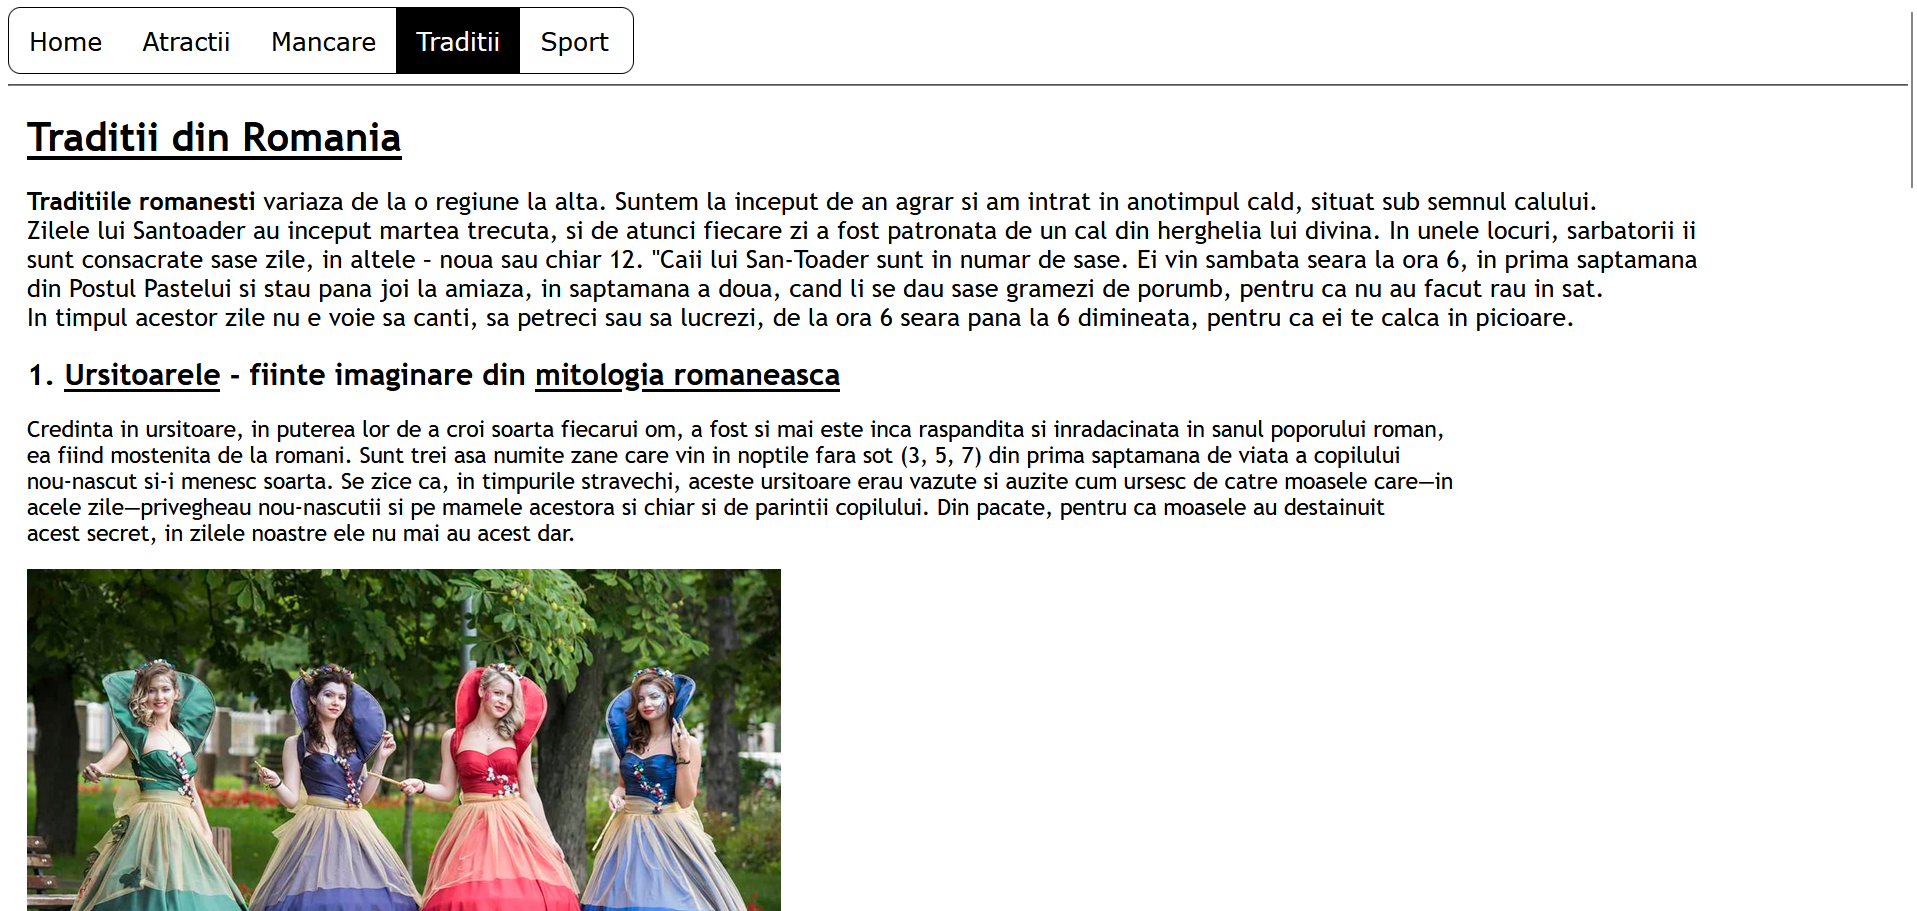 Home Atractii Mancare Traditii Sport
Traditii din Romania
Traditiile romanesti variaza de la o regiune la alta. Suntem la inceput de an agrar si am intrat in anotimpul cald, situat sub semnul calului.
Zilele lui Santoader au inceput martea trecuta, si de atunci fiecare zi a fost patronata de un cal din herghelia lui divina. In unele locuri, sarbatorii ii
sunt consacrate sase zile, in altele – noua sau chiar 12. "Caii lui San-Toader sunt in numar de sase. Ei vin sambata seara la ora 6, in prima saptamana
din Postul Pastelui si stau pana joi la amiaza, in saptamana a doua, cand li se dau sase gramezi de porumb, pentru ca nu au facut rau in sat.
In timpul acestor zile nu e voie sa canti, sa petreci sau sa lucrezi, de la ora 6 seara pana la 6 dimineata, pentru ca ei te calca in picioare.
1. Ursitoarele - fiinte imaginare din mitologia romaneasca
Credinta in ursitoare, in puterea lor de a croi soarta fiecarui om, a fost si mai este inca raspandita si inradacinata in sanul poporului roman,
ea fiind mostenita de la romani. Sunt trei asa numite zane care vin in noptile fara sot (3, 5, 7) din prima saptamana de viata a copilului
nou-nascut si-i menesc soarta. Se zice ca, in timpurile stravechi, aceste ursitoare erau vazute si auzite cum ursesc de catre moasele care—in
acele zile—privegheau nou-nascutii si pe mamele acestora si chiar si de parintii copilului. Din pacate, pentru ca moasele au destainuit
acest secret, in zilele noastre ele nu mai au acest dar.